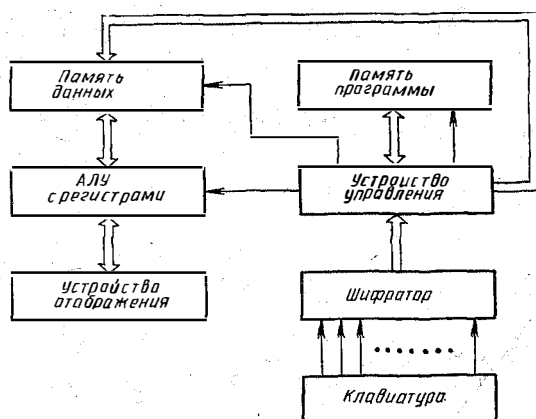 Память
данных
Память
программы
АЛУ
с регистрами
Устройство
управления
Устройство
отображения
Шифратор
Клавиатура